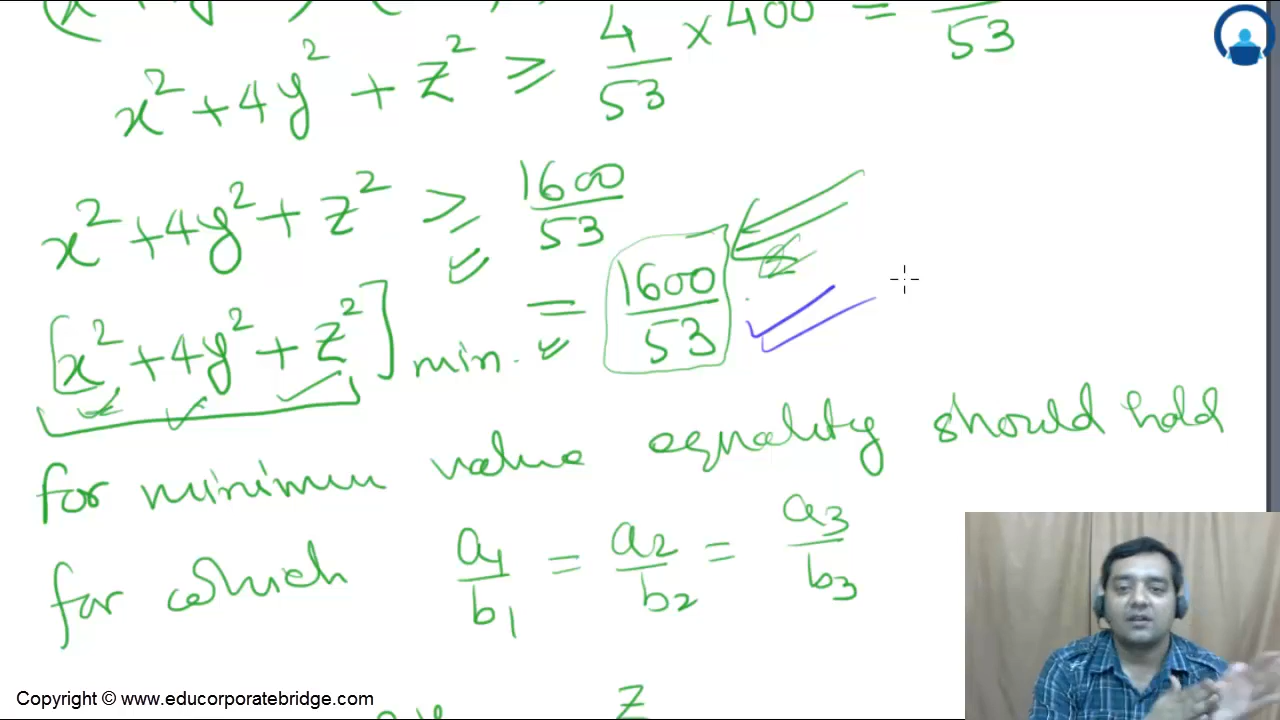 x² + 4y² + z² ≥ 4/53 × 400 = 53
x² + 4y² + z² ≥ 1600/53
[x² + 4y² + z²] min. = 1600/53
for minimum value equality should hold
for which a1/b1 = a2/b2 = a3/b3
z
Copyright © www.educorporatebridge.com